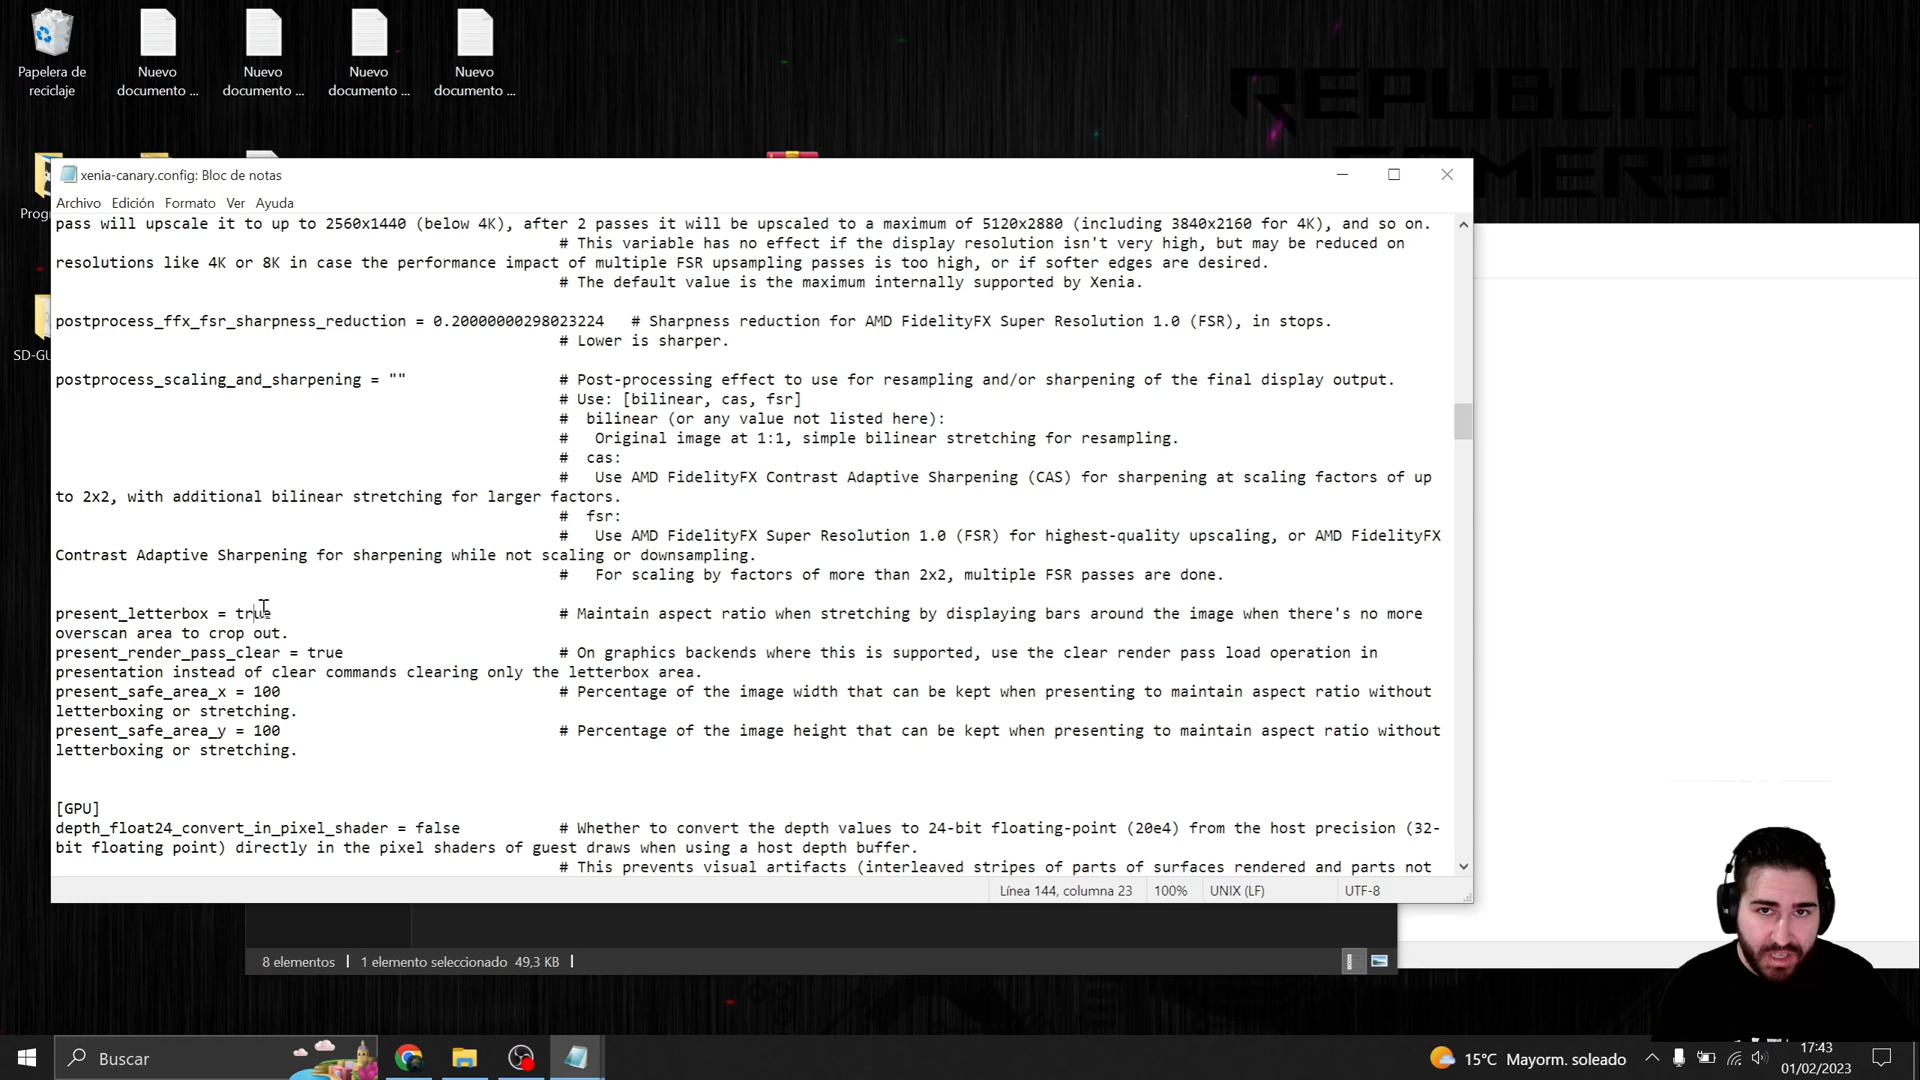 REPUBLIC OF
GAMERS
Papelera de
reciclaje
Nuevo
documento ...
Nuevo
documento ...
Nuevo
documento ...
Nuevo
documento ...
SD-GU
xenia-canary.config: Bloc de notas
Archivo Edición Formato Ver Ayuda
pass will upscale it to up to 2560x1440 (below 4K), after 2 passes it will be upscaled to a maximum of 5120x2880 (including 3840x2160 for 4K), and so on.
# This variable has no effect if the display resolution isn't very high, but may be reduced on
resolutions like 4K or 8K in case the performance impact of multiple FSR upsampling passes is too high, or if softer edges are desired.
# The default value is the maximum internally supported by Xenia.
postprocess_ffx_fsr_sharpness_reduction = 0.20000000298023224 # Sharpness reduction for AMD FidelityFX Super Resolution 1.0 (FSR), in stops.
# Lower is sharper.
postprocess_scaling_and_sharpening = "" # Post-processing effect to use for resampling and/or sharpening of the final display output.
# Use: [bilinear, cas, fsr]
# bilinear (or any value not listed here):
# Original image at 1:1, simple bilinear stretching for resampling.
# cas:
# Use AMD FidelityFX Contrast Adaptive Sharpening (CAS) for sharpening at scaling factors of up
to 2x2, with additional bilinear stretching for larger factors.
# fsr:
# Use AMD FidelityFX Super Resolution 1.0 (FSR) for highest-quality upscaling, or AMD FidelityFX
Contrast Adaptive Sharpening for sharpening while not scaling or downsampling.
# For scaling by factors of more than 2x2, multiple FSR passes are done.
present_letterbox = true # Maintain aspect ratio when stretching by displaying bars around the image when there's no more
overscan area to crop out.
present_render_pass_clear = true # On graphics backends where this is supported, use the clear render pass load operation in
presentation instead of clear commands clearing only the letterbox area.
present_safe_area_x = 100 # Percentage of the image width that can be kept when presenting to maintain aspect ratio without
letterboxing or stretching.
present_safe_area_y = 100 # Percentage of the image height that can be kept when presenting to maintain aspect ratio without
letterboxing or stretching.
[GPU]
depth_float24_convert_in_pixel_shader = false # Whether to convert the depth values to 24-bit floating-point (20e4) from the host precision (32-
bit floating point) directly in the pixel shaders of guest draws when using a host depth buffer.
# This prevents visual artifacts (interleaved stripes of parts of surfaces rendered and parts not
Línea 144, columna 23 100% UNIX (LF) UTF-8
8 elementos 1 elemento seleccionado 49,3 KB
Buscar
15°C Mayorm. soleado
17:43
01/02/2023